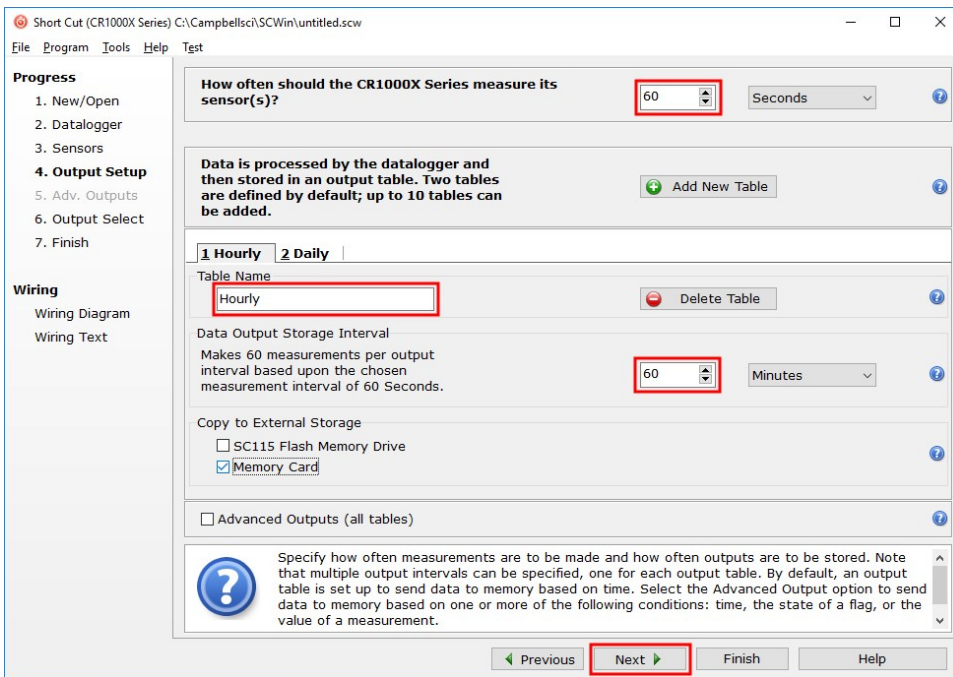 Short Cut (CR1000X Series) C:\Campbellsci\SCWin\untitled.scw
File Program Tools Help Test
Progress
1. New/Open
2. Datalogger
3. Sensors
4. Output Setup
5. Adv. Outputs
6. Output Select
7. Finish
Wiring
Wiring Diagram
Wiring Text
How often should the CR1000X Series measure its
sensor(s)?
60
Seconds
Data is processed by the datalogger and
then stored in an output table. Two tables
are defined by default; up to 10 tables can
be added.
Add New Table
1 Hourly 2 Daily
Table Name
Hourly
Delete Table
Data Output Storage Interval
Makes 60 measurements per output
interval based upon the chosen
measurement interval of 60 Seconds.
60
Minutes
Copy to External Storage
SC115 Flash Memory Drive
Memory Card
Advanced Outputs (all tables)
Specify how often measurements are to be made and how often outputs are to be stored. Note
that multiple output intervals can be specified, one for each output table. By default, an output
table is set up to send data to memory based on time. Select the Advanced Output option to send
data to memory based on one or more of the following conditions: time, the state of a flag, or the
value of a measurement.
Previous Next Finish Help